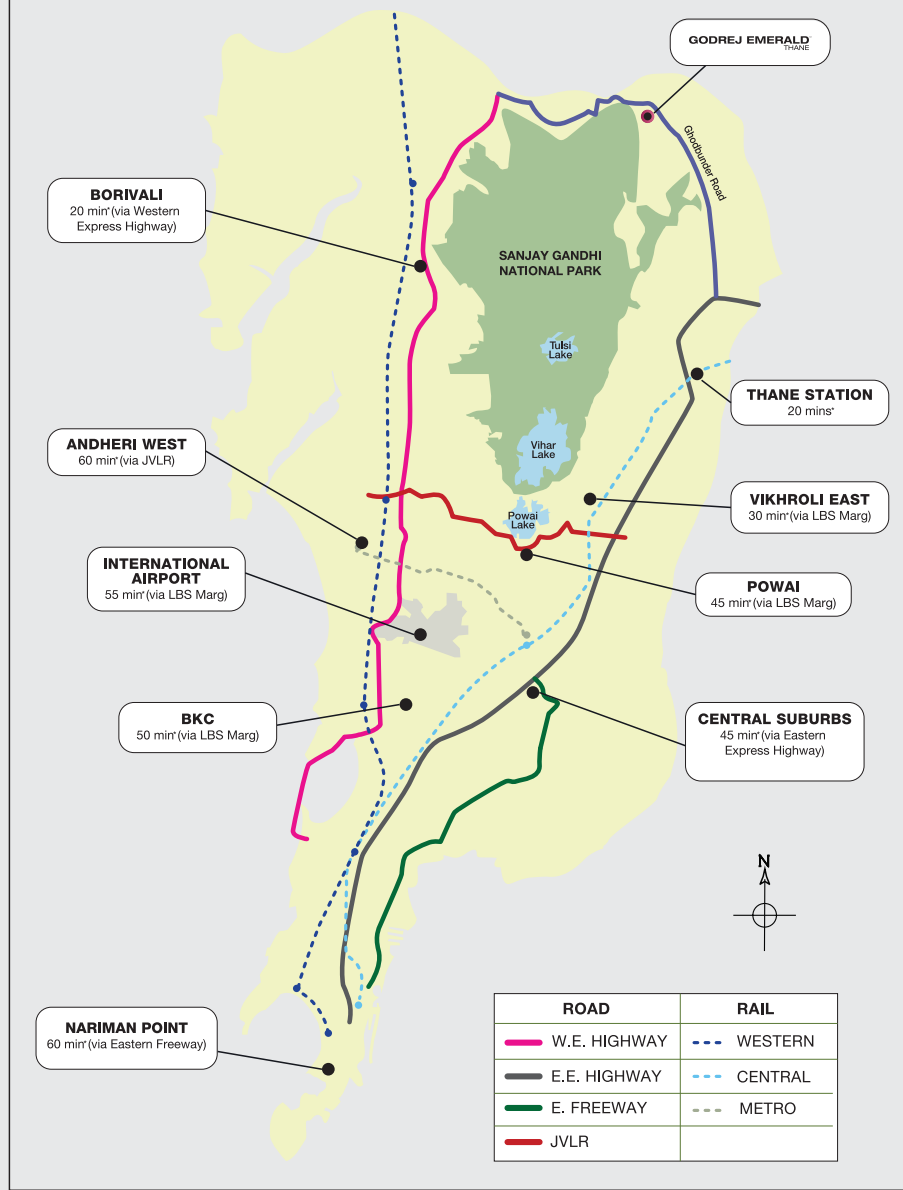 GODREJ EMERALD
THANE
Ghodbunder Road
BORIVALI
20 min* (via Western
Express Highway)
SANJAY GANDHI
NATIONAL PARK
Tulsi
Lake
THANE STATION
20 mins*
ANDHERI WEST
60 min* (via JVLR)
Vihar
Lake
VIKHROLI EAST
30 min* (via LBS Marg)
Powai
Lake
INTERNATIONAL
AIRPORT
55 min* (via LBS Marg)
POWAI
45 min* (via LBS Marg)
BKC
50 min* (via LBS Marg)
CENTRAL SUBURBS
45 min* (via Eastern
Express Highway)
N
NARIMAN POINT
60 min* (via Eastern Freeway)
ROAD RAIL
W.E. HIGHWAY WESTERN
E.E. HIGHWAY CENTRAL
E. FREEWAY METRO
JVLR